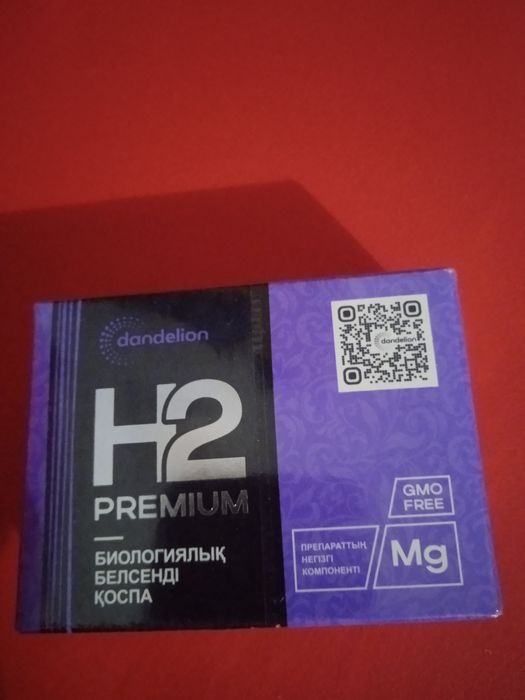 dandelion
H2
PREMIUM
БИОЛОГИЯЛЫҚ
БЕЛСЕНДІ
ҚОСПА
dandelion
GMO
FREE
ПРЕПАРАТТЫҢ
НЕГІЗГІ
КОМПОНЕНТІ
Mg